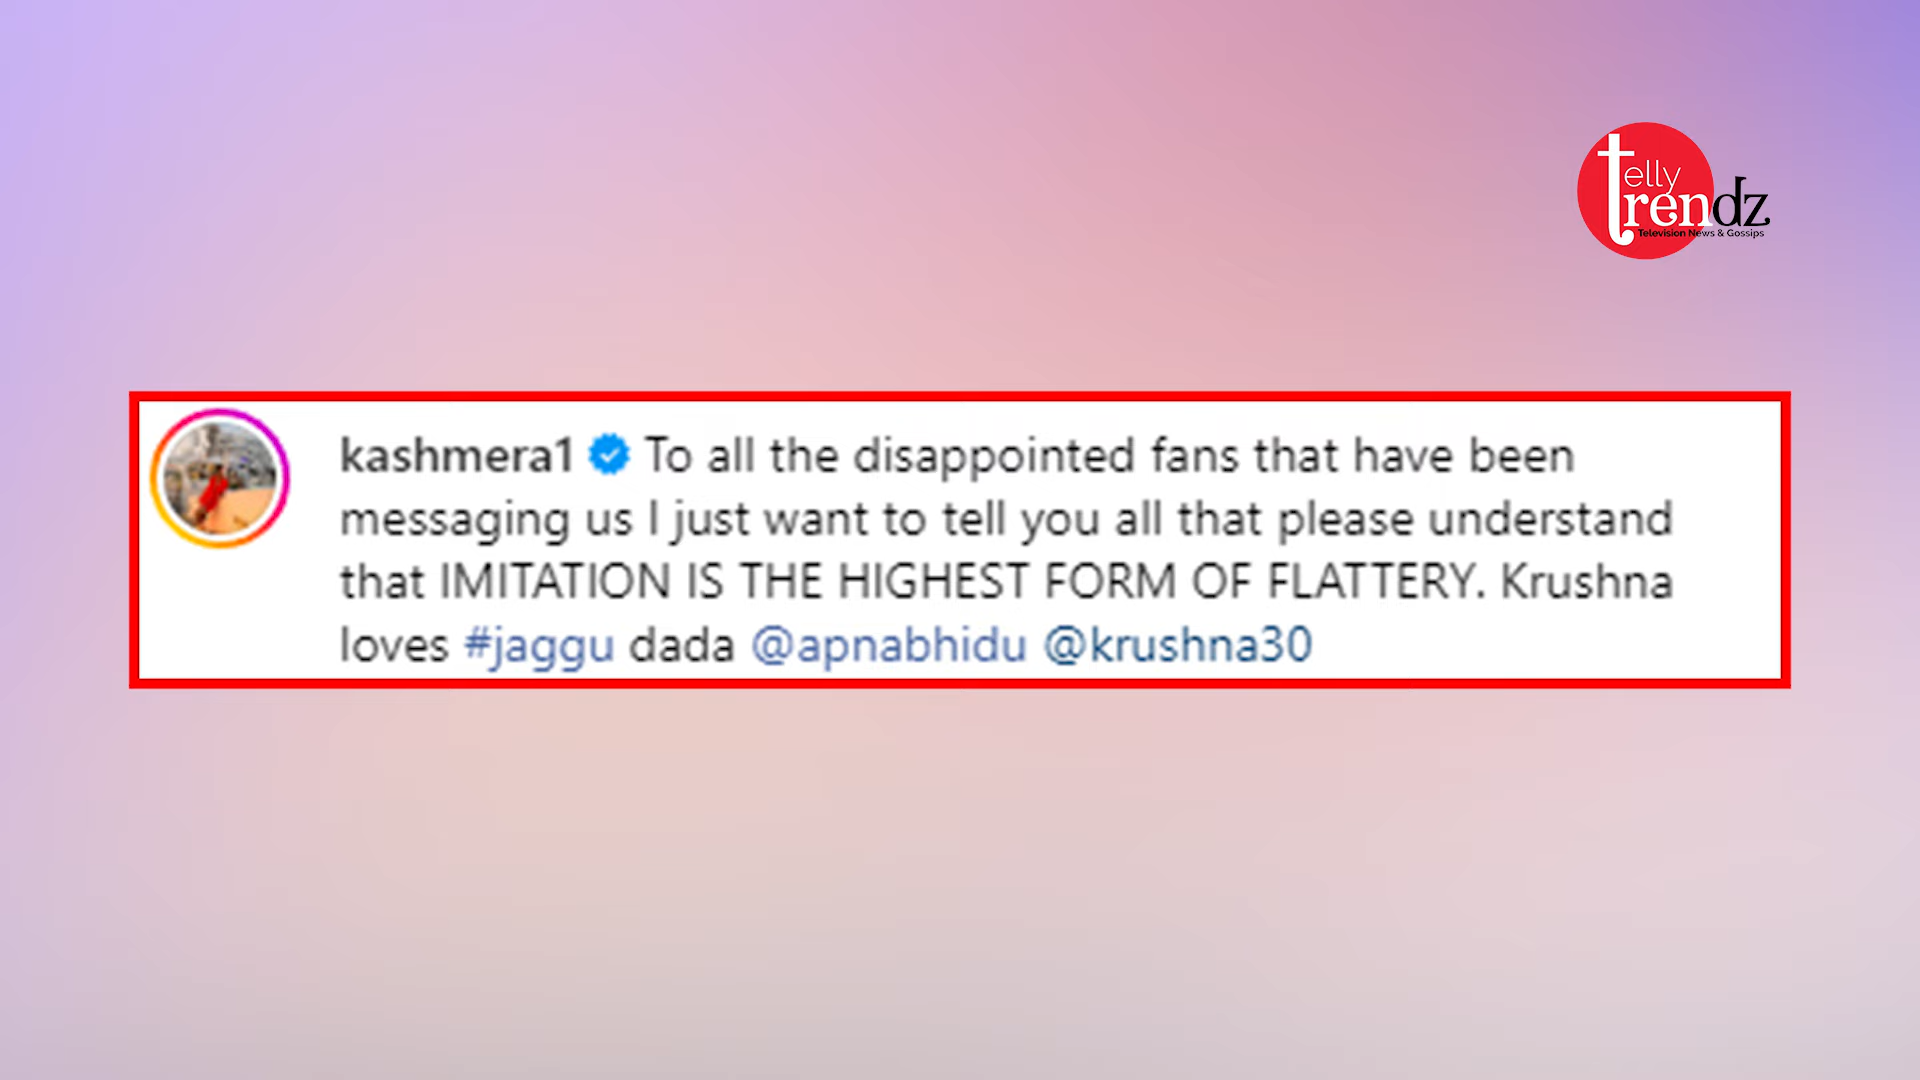 telly
trendz
Television News & Gossips
kashmera1 To all the disappointed fans that have been
messaging us I just want to tell you all that please understand
that IMITATION IS THE HIGHEST FORM OF FLATTERY. Krushna
loves #jaggu dada @apnabhidu @krushna30